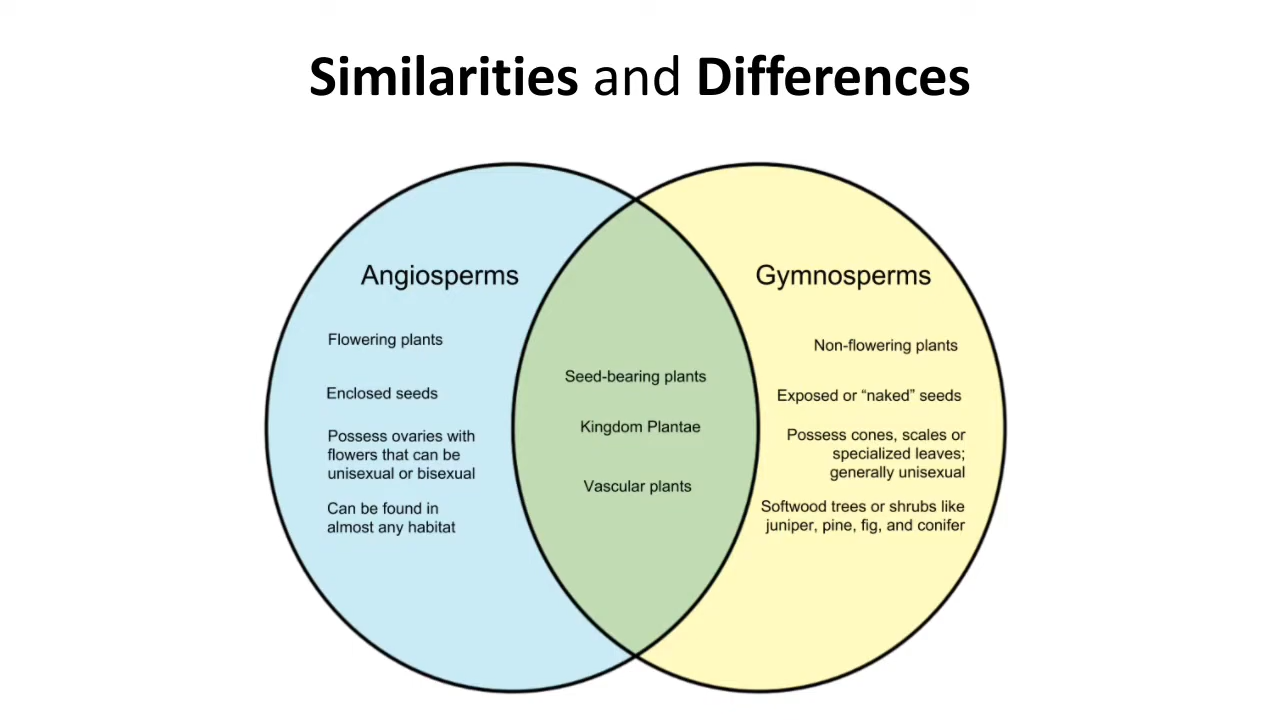 Similarities and Differences
Angiosperms
Flowering plants
Enclosed seeds
Possess ovaries with
flowers that can be
unisexual or bisexual
Can be found in
almost any habitat
Seed-bearing plants
Kingdom Plantae
Vascular plants
Gymnosperms
Non-flowering plants
Exposed or “naked” seeds
Possess cones, scales or
specialized leaves;
generally unisexual
Softwood trees or shrubs like
juniper, pine, fig, and conifer